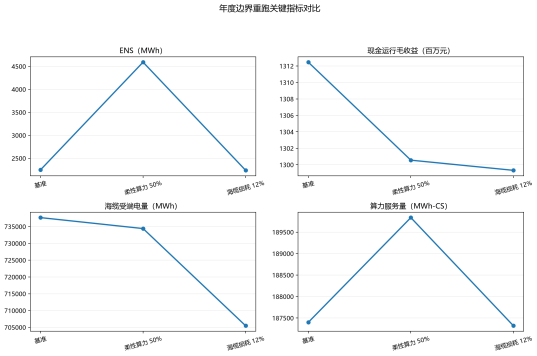 年度边界重跑关键指标对比
ENS（MWh）
4500
4000
3500
3000
2500
基准
柔性算力 50%
海缆损耗 12%
现金运行毛收益（百万元）
1312
1310
1308
1306
1304
1302
1300
基准
柔性算力 50%
海缆损耗 12%
海缆受端电量（MWh）
735000
730000
725000
720000
715000
710000
705000
基准
柔性算力 50%
海缆损耗 12%
算力服务量（MWh-CS）
189500
189000
188500
188000
187500
基准
柔性算力 50%
海缆损耗 12%